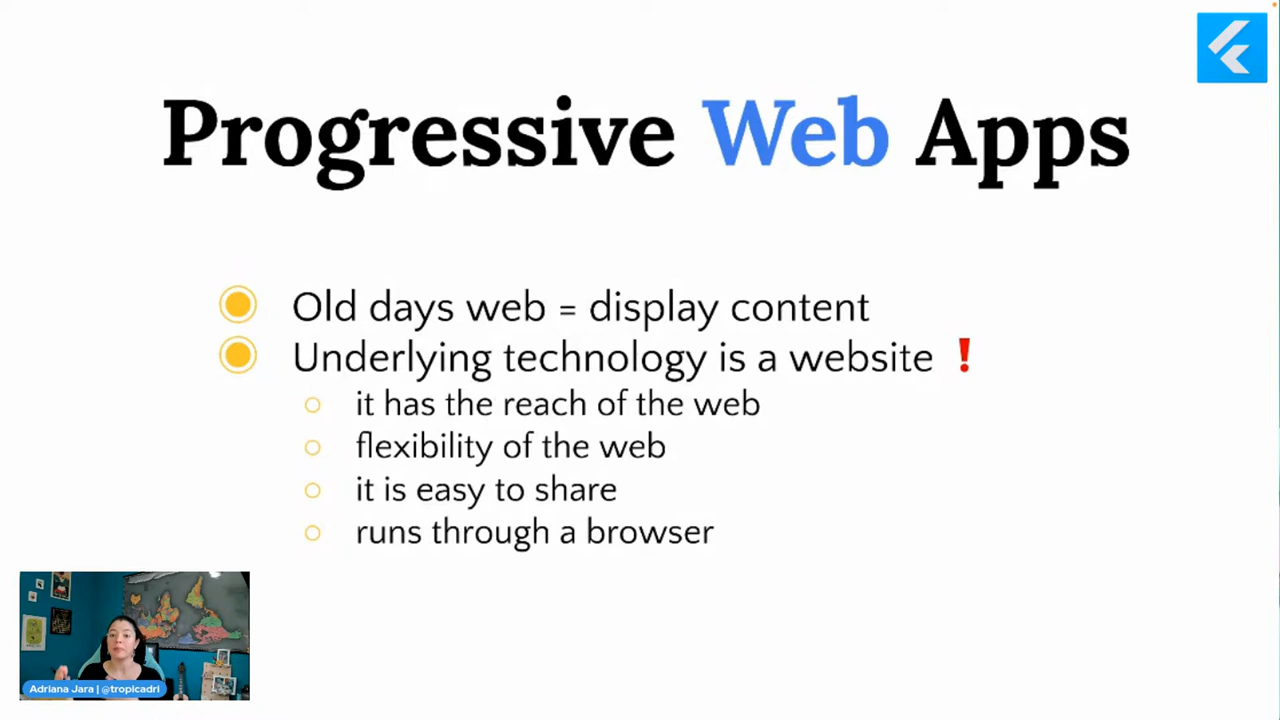 Progressive Web Apps
Old days web = display content
Underlying technology is a website ❗
it has the reach of the web
flexibility of the web
it is easy to share
runs through a browser
Adriana Jara | @tropicadri